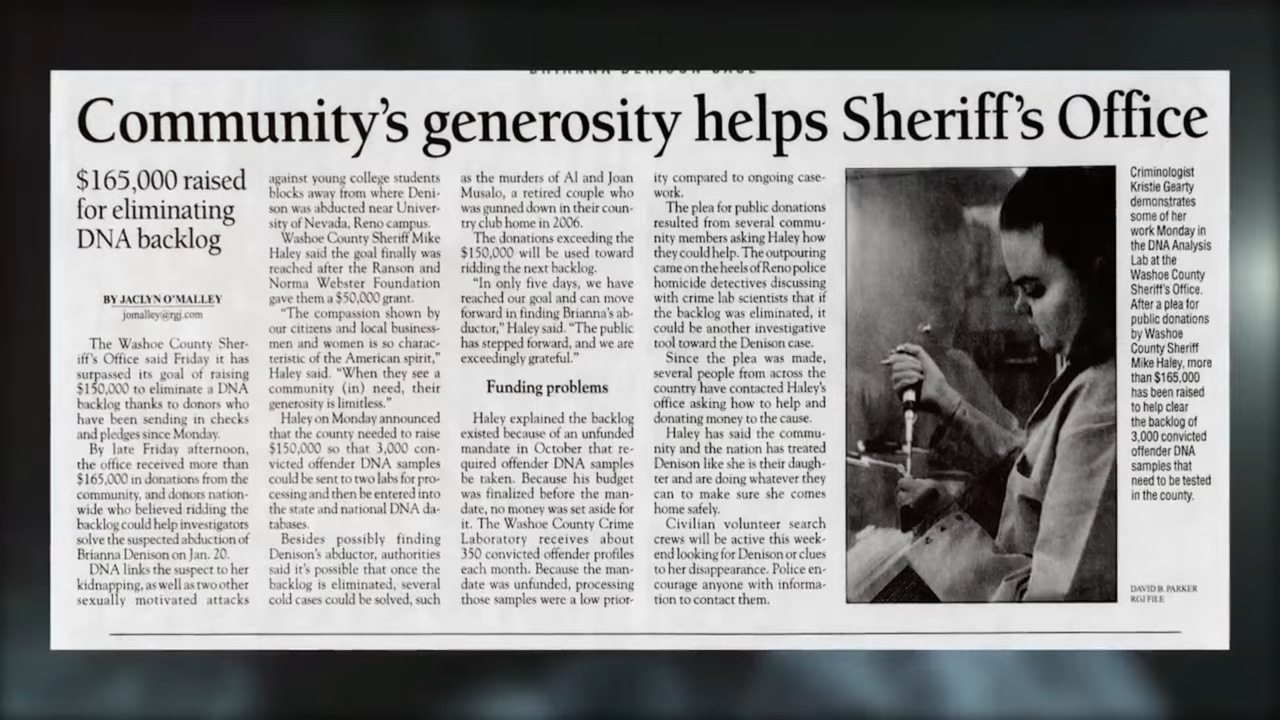 Community's generosity helps Sheriff's Office
$165,000 raised
for eliminating
DNA backlog
BY JACLYN O'MALLEY
jomalley@rgj.com
The Washoe County Sher-
iff's Office said Friday it has
surpassed its goal of raising
$150,000 to eliminate a DNA
backlog thanks to donors who
have been sending in checks
and pledges since Monday.
By late Friday afternoon,
the office received more than
$165,000 in donations from the
community, and donors nation-
wide who believed ridding the
backlog could help investigators
solve the suspected abduction of
Brianna Denison on Jan. 20.
DNA links the suspect to her
kidnapping, as well as two other
sexually motivated attacks
against young college students
blocks away from where Deni-
son was abducted near Univer-
sity of Nevada, Reno campus.
Washoe County Sheriff Mike
Haley said the goal finally was
reached after the Ranson and
Norma Webster Foundation
gave them a $50,000 grant.
"The compassion shown by
our citizens and local business-
men and women is so charac-
teristic of the American spirit,"
Haley said. "When they see a
community (in) need, their
generosity is limitless."
Haley on Monday announced
that the county needed to raise
$150,000 so that 3,000 con-
victed offender DNA samples
could be sent to two labs for pro-
cessing and then be entered into
the state and national DNA da-
tabases.
Besides possibly finding
Denison's abductor, authorities
said it's possible that once the
backlog is eliminated, several
cold cases could be solved, such
as the murders of Al and Joan
Musalo, a retired couple who
was gunned down in their coun-
try club home in 2006.
The donations exceeding the
$150,000 will be used toward
ridding the next backlog.
"In only five days, we have
reached our goal and can move
forward in finding Brianna's ab-
ductor," Haley said. "The public
has stepped forward, and we are
exceedingly grateful."
Funding problems
Haley explained the backlog
existed because of an unfunded
mandate in October that re-
quired offender DNA samples
be taken. Because his budget
was finalized before the man-
date, no money was set aside for
it. The Washoe County Crime
Laboratory receives about
350 convicted offender profiles
each month. Because the man-
date was unfunded, processing
those samples were a low prior-
ity compared to ongoing case-
work.
The plea for public donations
resulted from several commu-
nity members asking Haley how
they could help. The outpouring
came on the heels of Reno police
homicide detectives discussing
with crime lab scientists that if
the backlog was eliminated, it
could be another investigative
tool toward the Denison case.
Since the plea was made,
several people from across the
country have contacted Haley's
office asking how to help and
donating money to the cause.
Haley has said the commu-
nity and the nation has treated
Denison like she is their daugh-
ter and are doing whatever they
can to make sure she comes
home safely.
Civilian volunteer search
crews will be active this week-
end looking for Denison or clues
to her disappearance. Police en-
courage anyone with informa-
tion to contact them.
Criminologist
Kristie Gearty
demonstrates
some of her
work Monday in
the DNA Analysis
Lab at the
Washoe County
Sheriff's Office.
After a plea for
public donations
by Washoe
County Sheriff
Mike Haley, more
than $165,000
has been raised
to help clear
the backlog of
3,000 convicted
offender DNA
samples that
need to be tested
in the county.
DAVID B. PARKER
RGJ FILE